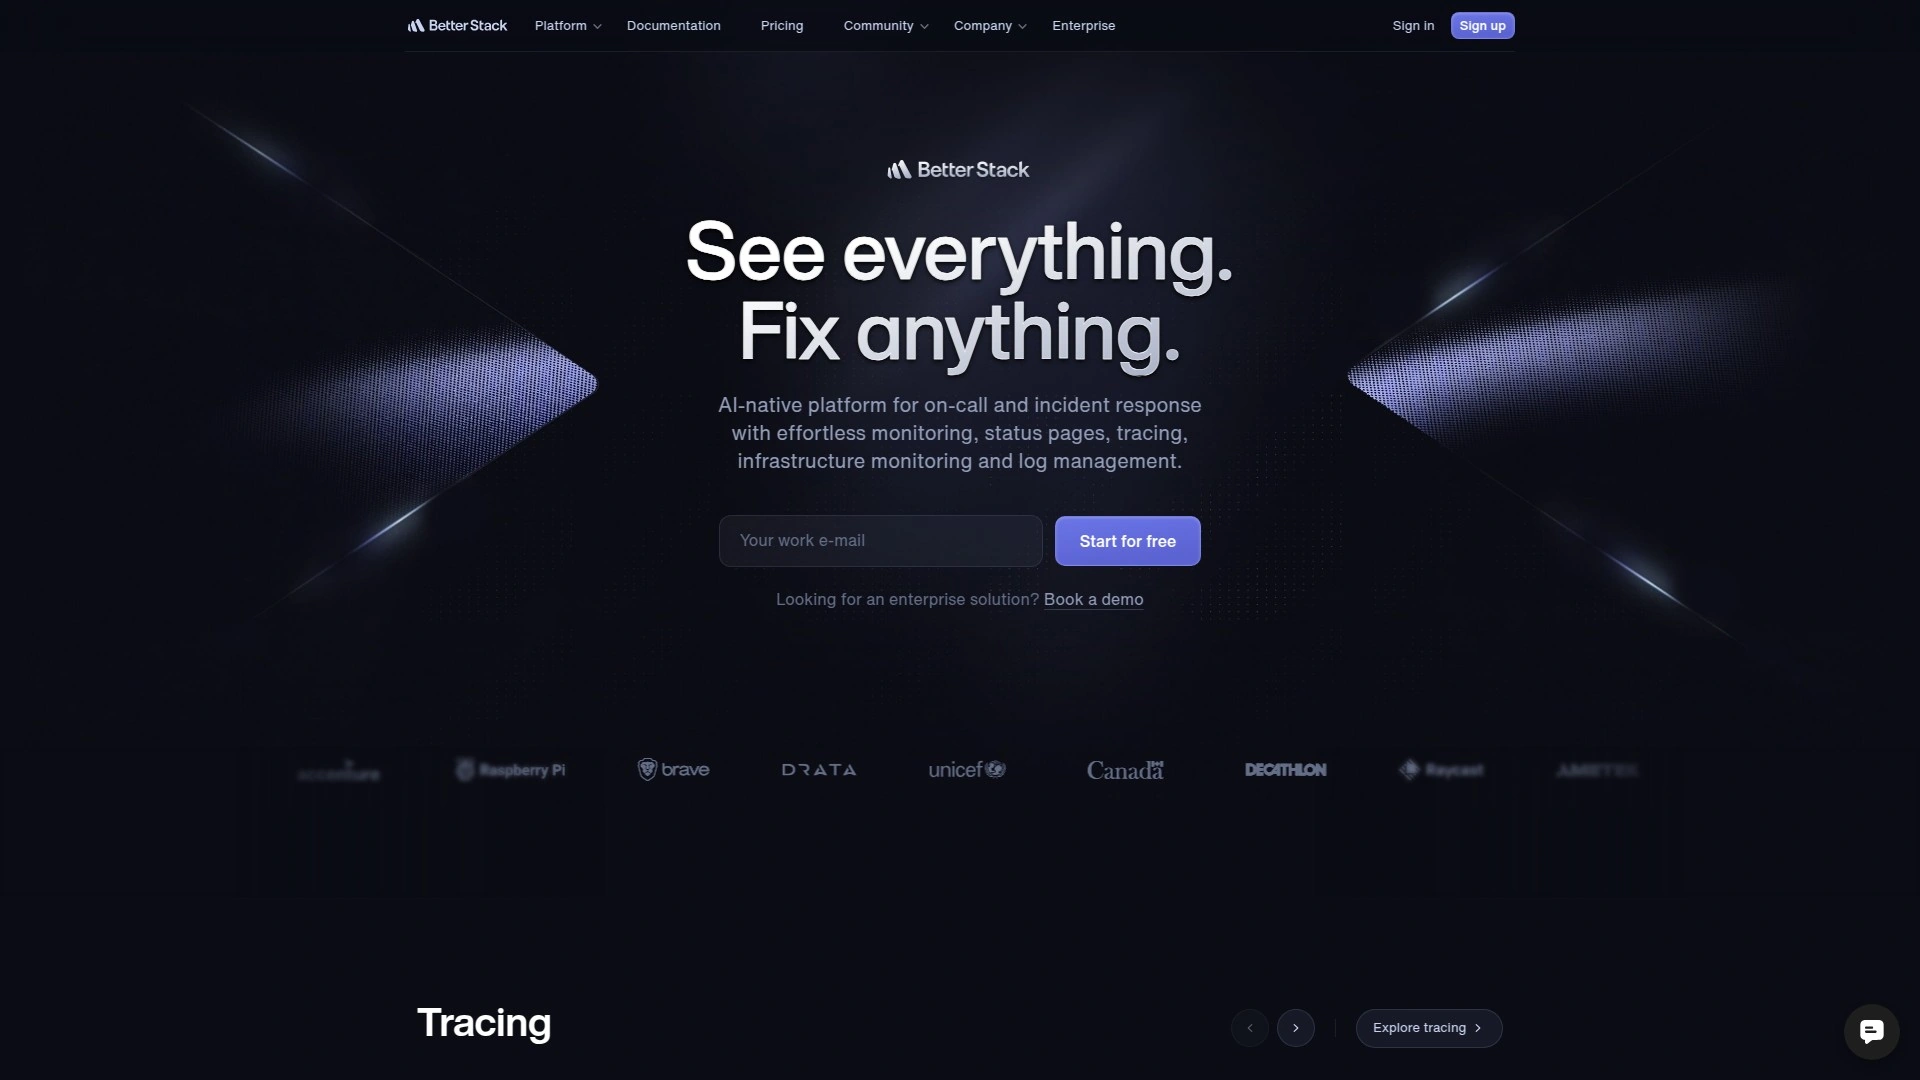 Better Stack Platform Documentation Pricing Community Company Enterprise Sign in Sign up
Better Stack
See everything.
Fix anything.
AI-native platform for on-call and incident response
with effortless monitoring, status pages, tracing,
infrastructure monitoring and log management.
Your work e-mail Start for free
Looking for an enterprise solution? Book a demo
accenture Raspberry Pi brave DRATA unicef Canada DECATHLON Raycast AMETEK
Tracing Explore tracing